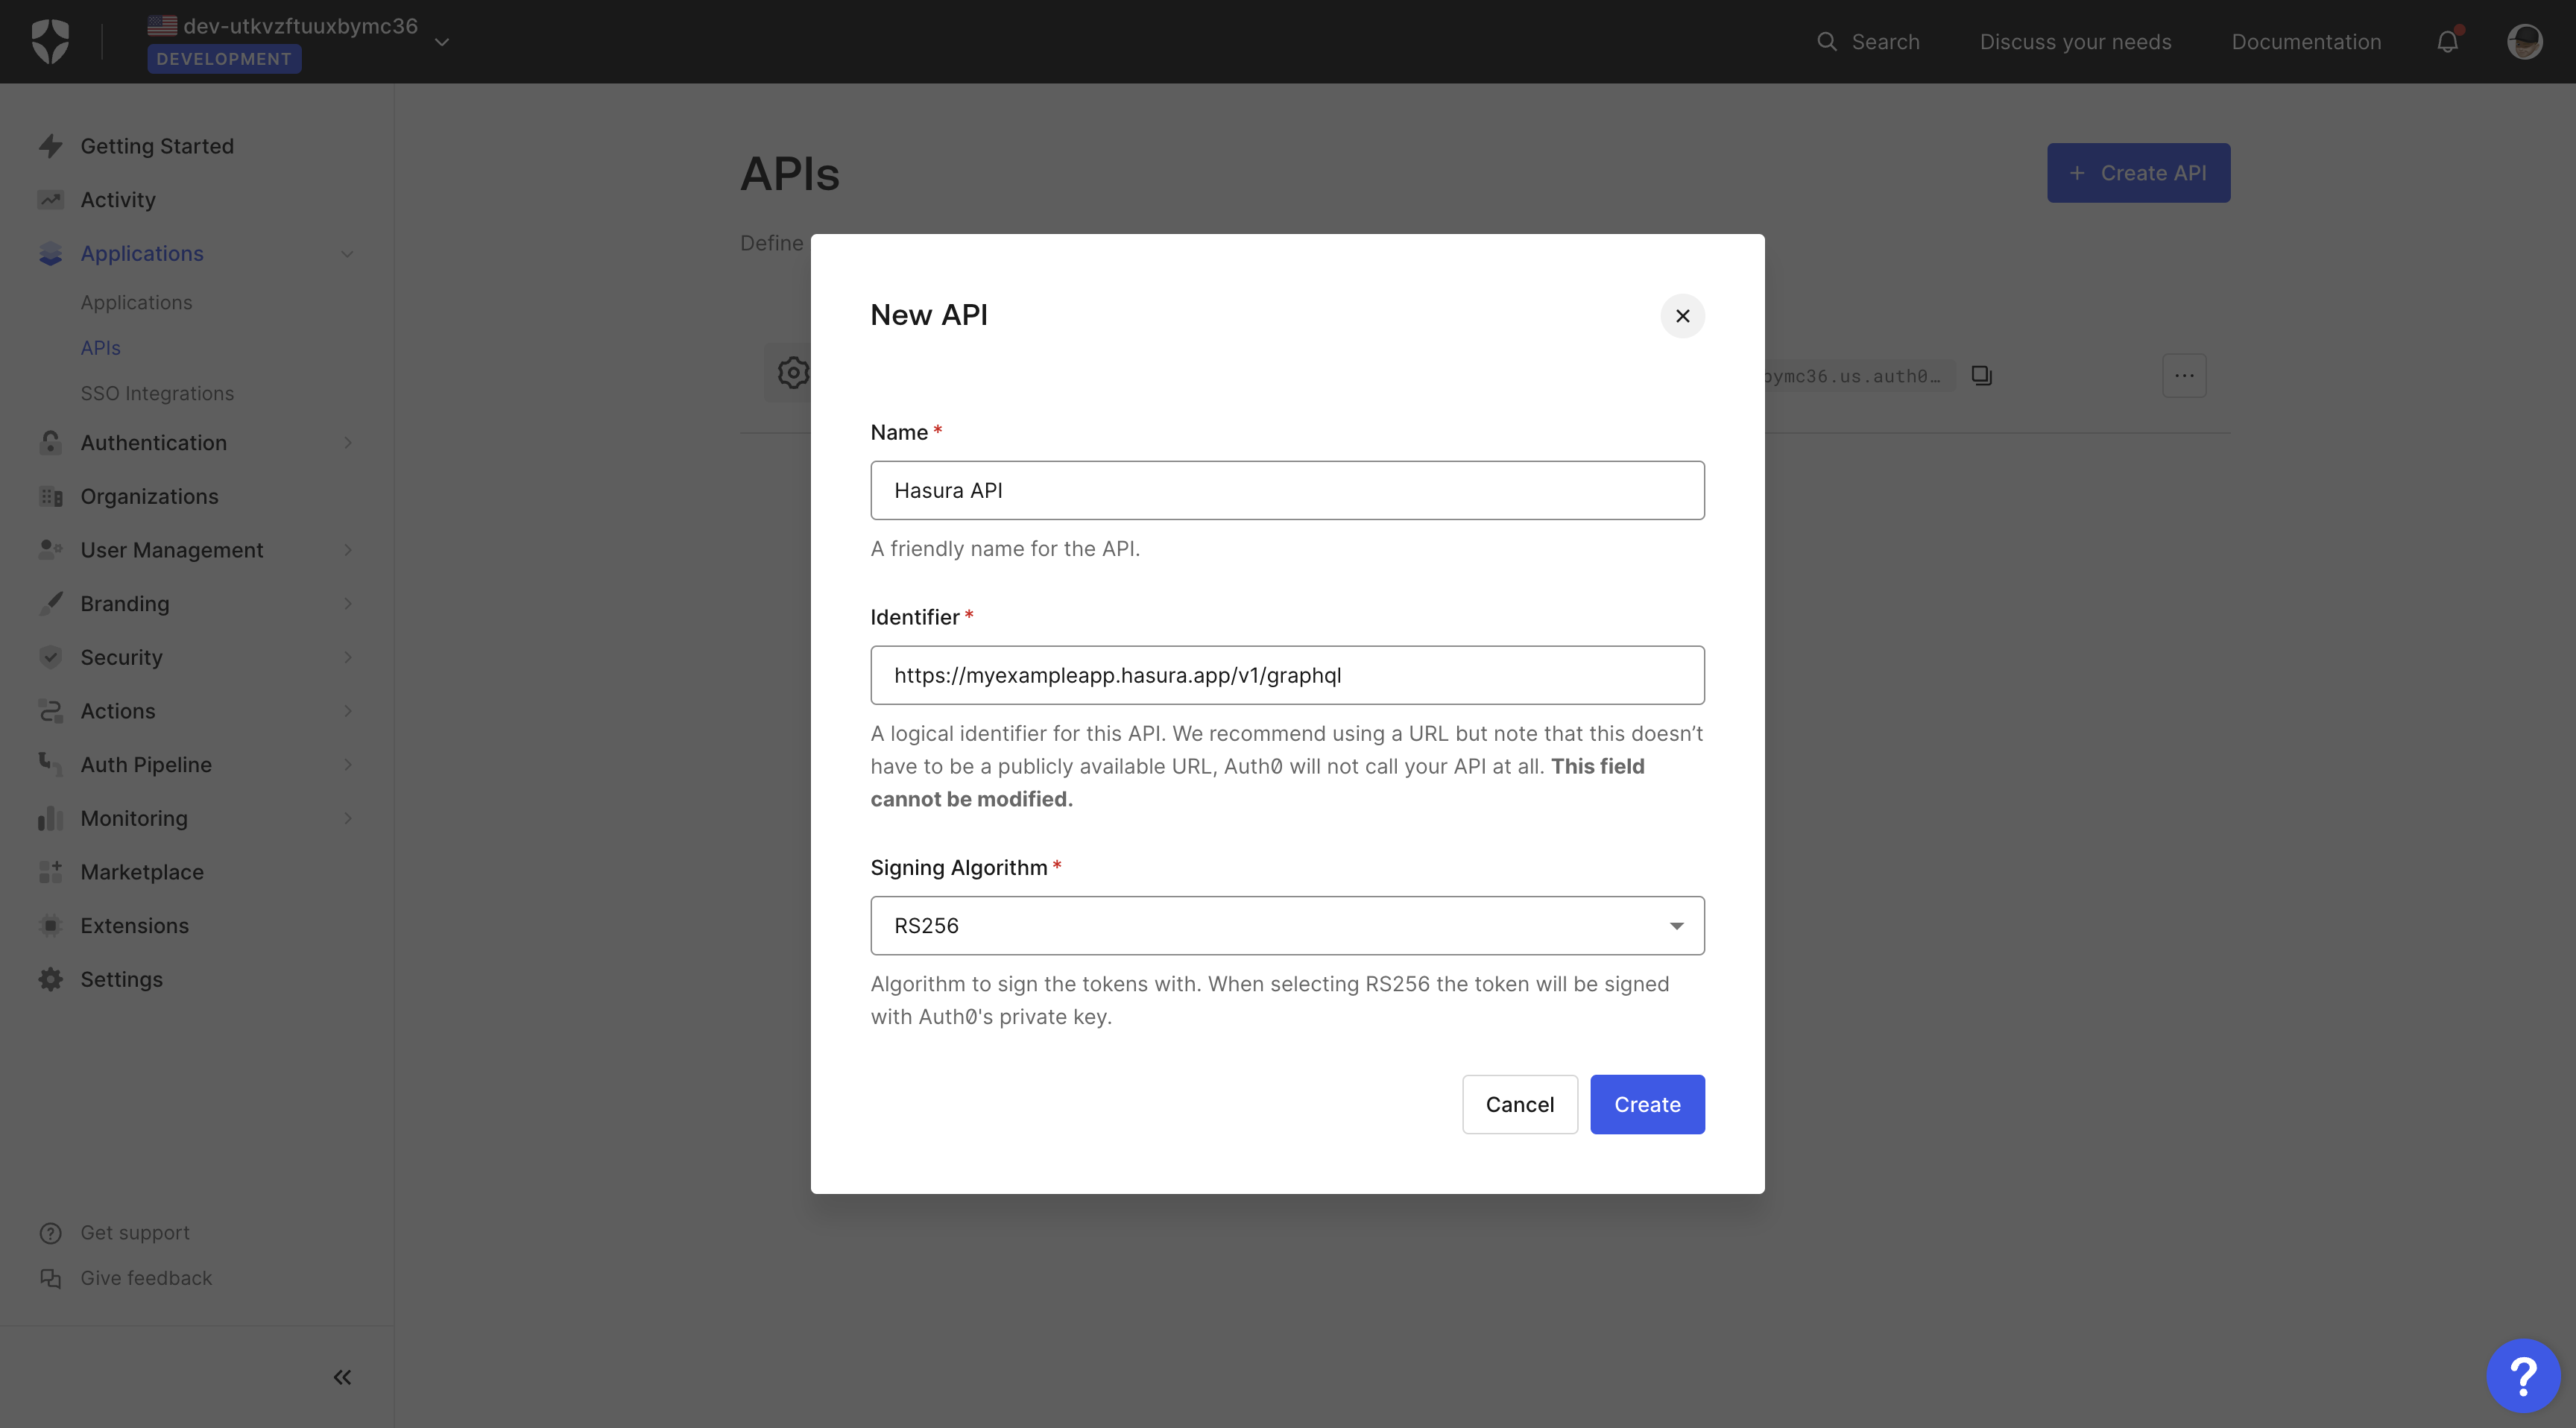 dev-utkvzftuuxbymc36
DEVELOPMENT
Search
Discuss your needs
Documentation
Getting Started
Activity
Applications
Applications
APIs
SSO Integrations
Authentication
Organizations
User Management
Branding
Security
Actions
Auth Pipeline
Monitoring
Marketplace
Extensions
Settings
Get support
Give feedback
APIs
+ Create API
Define
bymc36.us.auth0…
New API
Name *
Hasura API
A friendly name for the API.
Identifier *
https://myexampleapp.hasura.app/v1/graphql
A logical identifier for this API. We recommend using a URL but note that this doesn’t
have to be a publicly available URL, Auth0 will not call your API at all. This field
cannot be modified.
Signing Algorithm *
RS256
Algorithm to sign the tokens with. When selecting RS256 the token will be signed
with Auth0's private key.
Cancel
Create
?